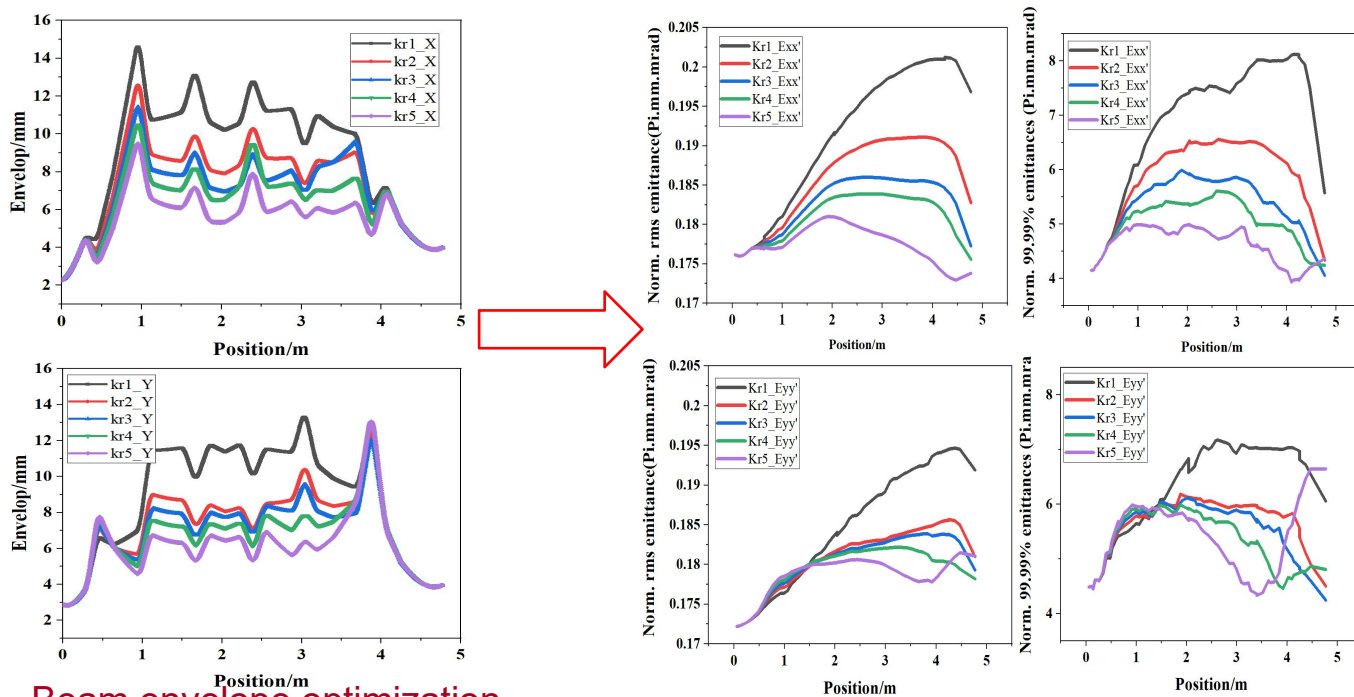 16
14
12
10
8
6
4
2
Envelop/mm
kr1_X
kr2_X
kr3_X
kr4_X
kr5_X
0
1
2
3
4
5
Position/m
0.205
0.2
0.195
0.19
0.185
0.18
0.175
0.17
Norm. rms emittance(Pi.mm.mrad)
Kr1_Exx'
Kr2_Exx'
Kr3_Exx'
Kr4_Exx'
Kr5_Exx'
0
1
2
3
4
5
Position/m
8
7
6
5
4
Norm. 99.99% emittances (Pi.mm.mrad)
Kr1_Exx'
Kr2_Exx'
Kr3_Exx'
Kr4_Exx'
Kr5_Exx'
0
1
2
3
4
5
Position/m
16
14
12
10
8
6
4
2
Envelop/mm
kr1_Y
kr2_Y
kr3_Y
kr4_Y
kr5_Y
0
1
2
3
4
5
Position/m
0.205
0.2
0.195
0.19
0.185
0.18
0.175
0.17
Norm. rms emittance(Pi.mm.mrad)
Kr1_Eyy'
Kr2_Eyy'
Kr3_Eyy'
Kr4_Eyy'
Kr5_Eyy'
0
1
2
3
4
5
Position/m
8
6
4
Norm. 99.99% emittances (Pi.mm.mra
Kr1_Eyy'
Kr2_Eyy'
Kr3_Eyy'
Kr4_Eyy'
Kr5_Eyy'
0
1
2
3
4
5
Position/m
Beam envelope optimization